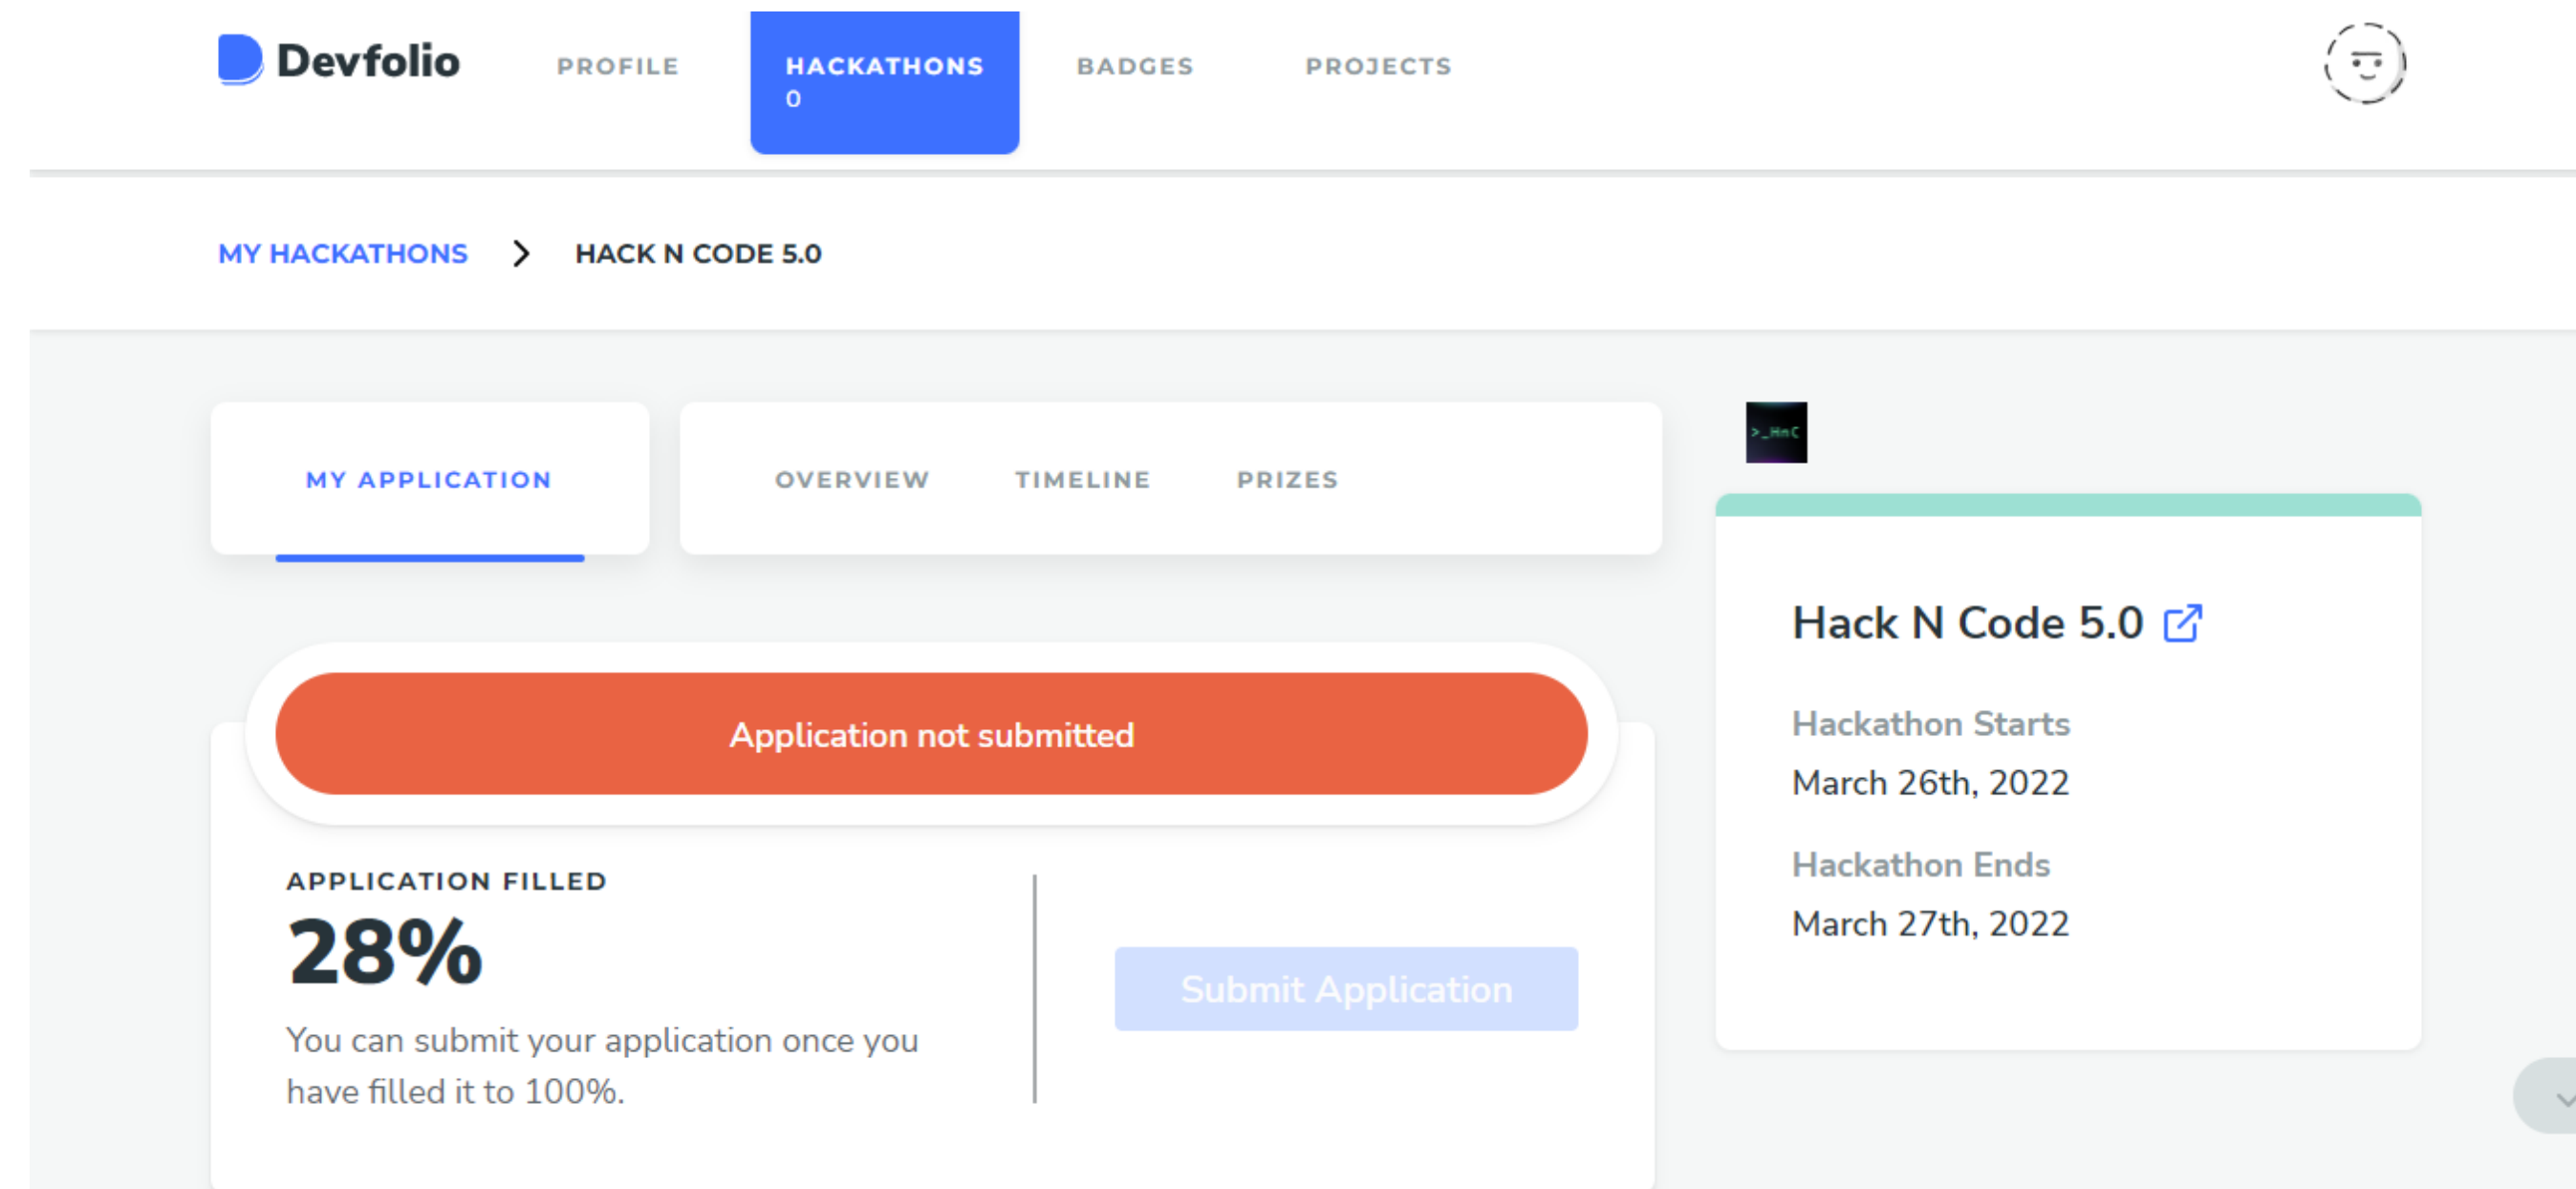 Devfolio
PROFILE
HACKATHONS
0
BADGES
PROJECTS
MY HACKATHONS
HACK N CODE 5.0
MY APPLICATION
OVERVIEW
TIMELINE
PRIZES
>_HnC
Application not submitted
APPLICATION FILLED
28%
You can submit your application once you
have filled it to 100%.
Submit Application
Hack N Code 5.0
Hackathon Starts
March 26th, 2022
Hackathon Ends
March 27th, 2022